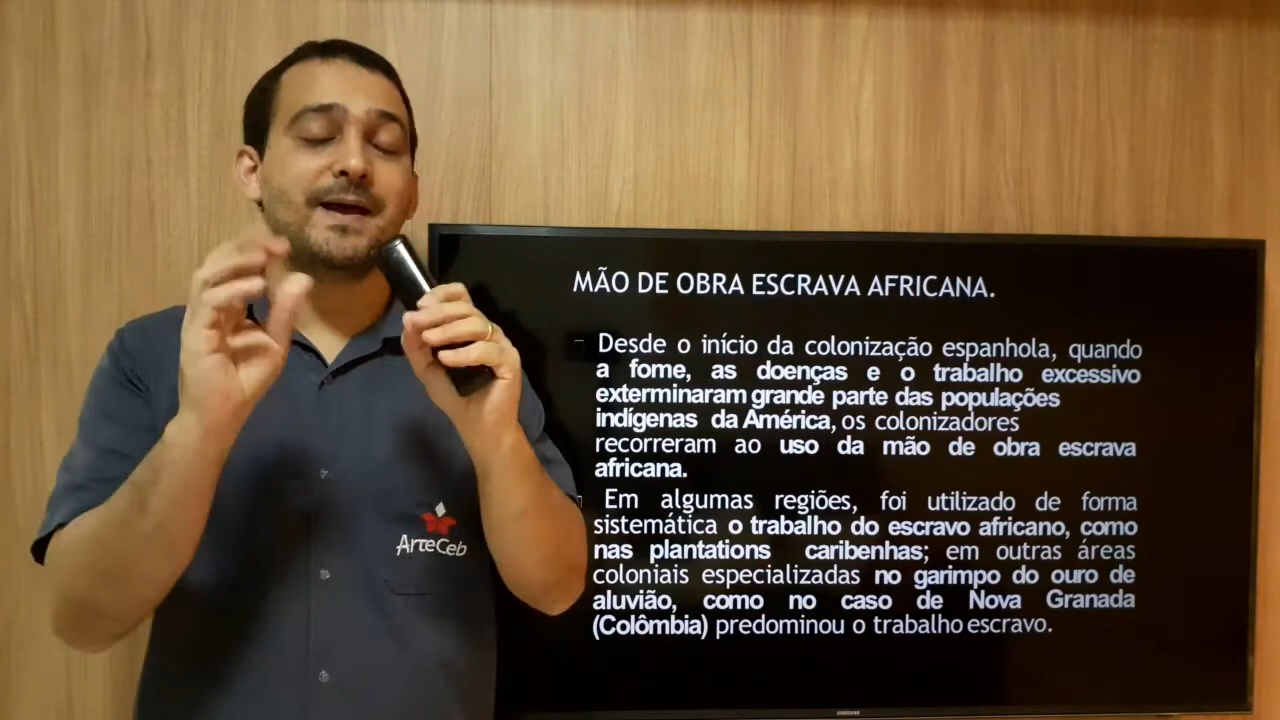 MÃO DE OBRA ESCRAVA AFRICANA.
Desde o início da colonização espanhola, quando
a fome, as doenças e o trabalho excessivo
exterminaram grande parte das populações
indígenas da América, os colonizadores
recorreram ao uso da mão de obra escrava
africana.
Em algumas regiões, foi utilizado de forma
sistemática o trabalho do escravo africano, como
nas plantations caribenhas; em outras áreas
coloniais especializadas no garimpo do ouro de
aluvião, como no caso de Nova Granada
(Colômbia) predominou o trabalho escravo.
ArteCeb
SAMSUNG